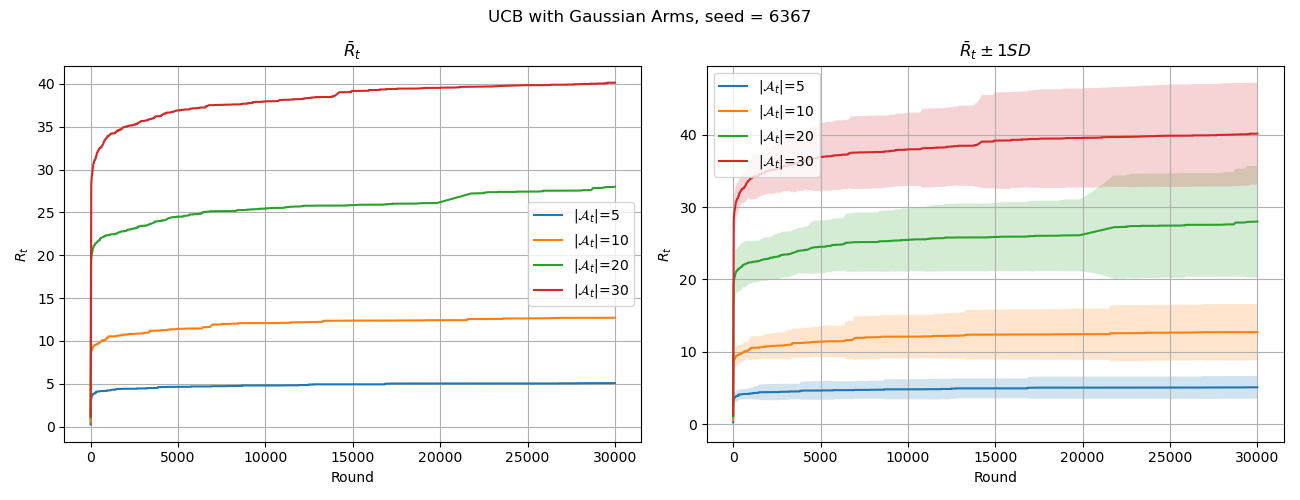 UCB with Gaussian Arms, seed = 6367
R̄ₜ
40
35
30
25
20
15
10
5
0
Rₜ
0 5000 10000 15000 20000 25000 30000
Round
|𝒜ₜ|=5
|𝒜ₜ|=10
|𝒜ₜ|=20
|𝒜ₜ|=30
R̄ₜ ± 1SD
40
30
20
10
0
Rₜ
0 5000 10000 15000 20000 25000 30000
Round
|𝒜ₜ|=5
|𝒜ₜ|=10
|𝒜ₜ|=20
|𝒜ₜ|=30